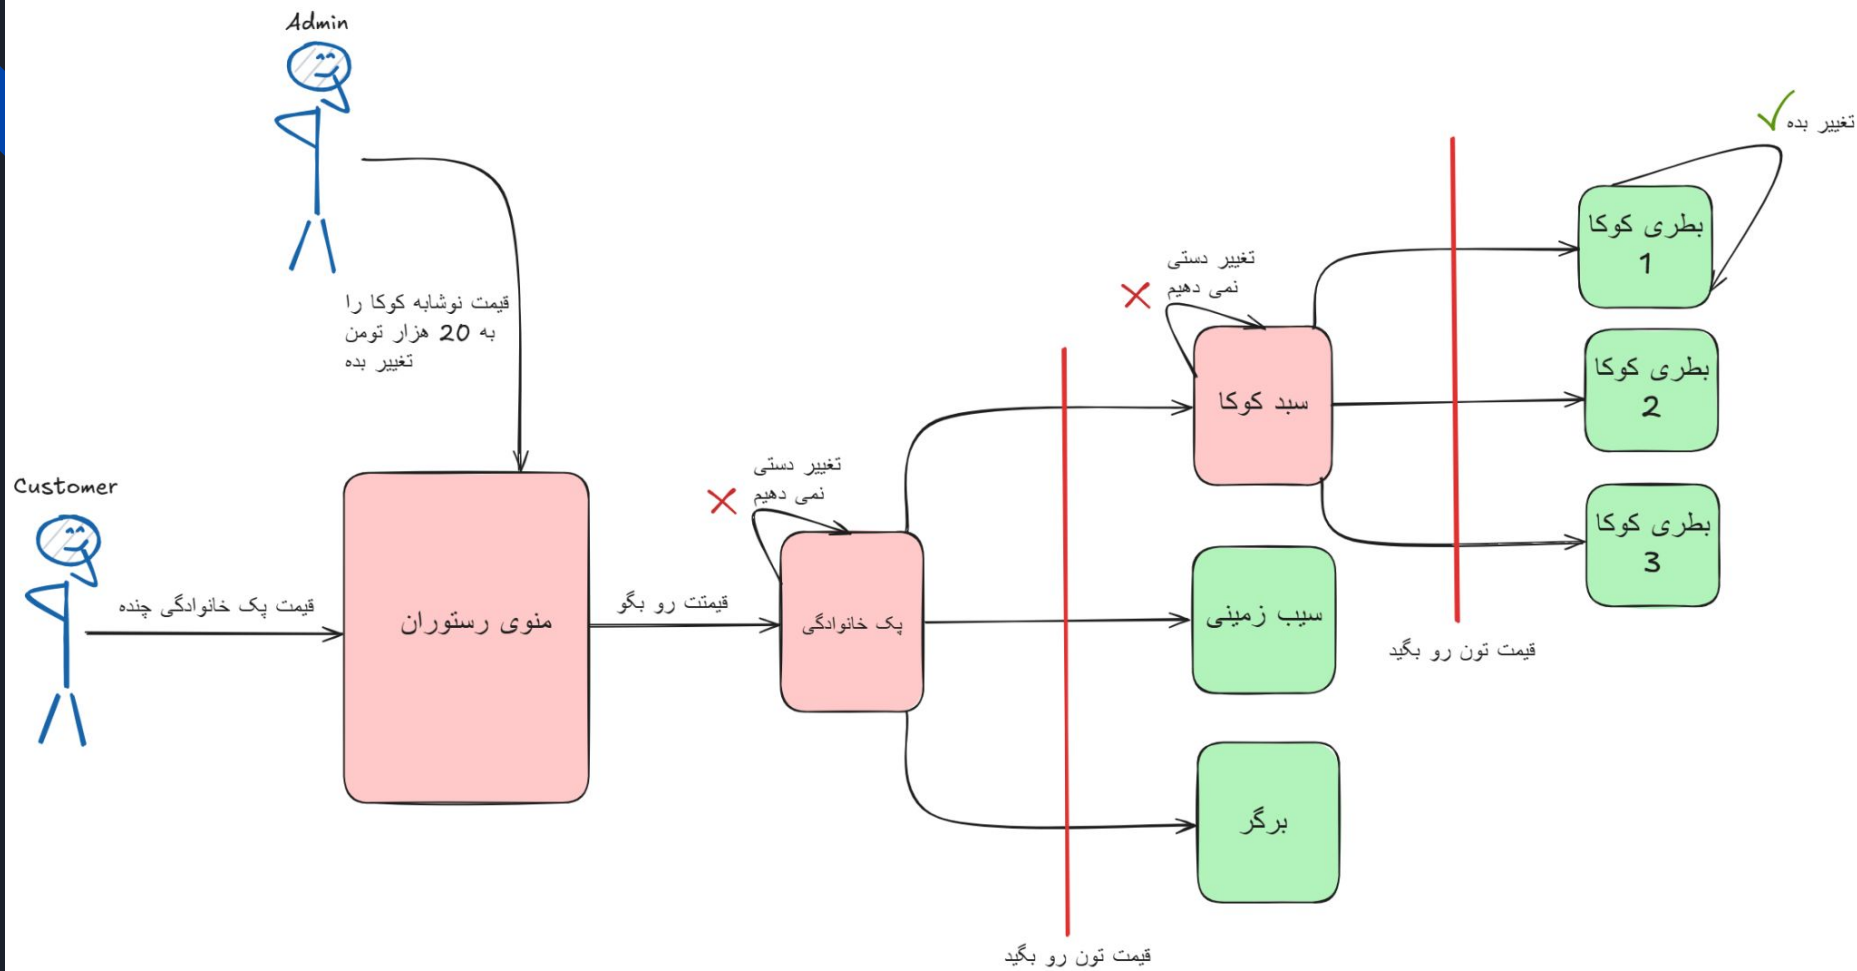 Admin
قیمت نوشابه کوکا را
به 20 هزار تومن
تغییر بده
Customer
قیمت پک خانوادگی چنده
منوی رستوران
قیمتت رو بگو
تغییر دستی
نمی دهیم
پک خانوادگی
تغییر دستی
نمی دهیم
سبد کوکا
سیب زمینی
برگر
قیمت تون رو بگید
تغییر بده
بطری کوکا
1
بطری کوکا
2
بطری کوکا
3
قیمت تون رو بگید